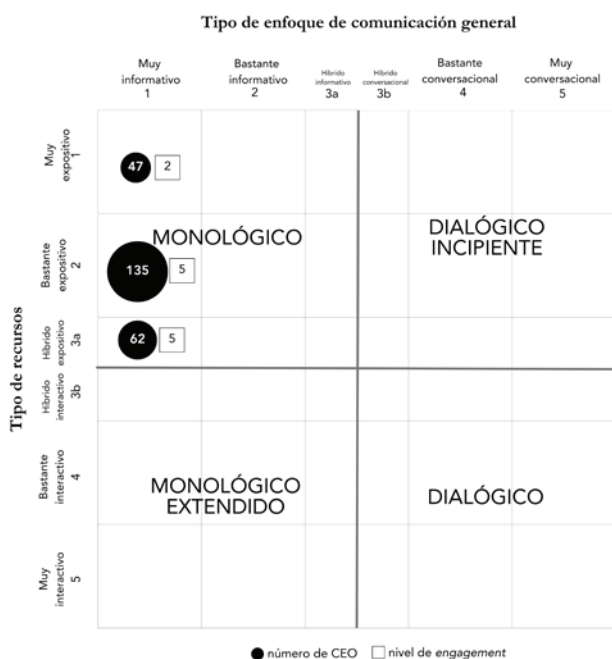 Tipo de enfoque de comunicación general
Muy informativo 1
Bastante informativo 2
Híbrido informativo 3a
Híbrido conversacional 3b
Bastante conversacional 4
Muy conversacional 5
Tipo de recursos
Muy expositivo 1
47 2
MONOLÓGICO
DIALÓGICO
INCIPIENTE
Bastante expositivo 2
135 5
Híbrido expositivo 3a
62 5
Híbrido interactivo 3b
Bastante interactivo 4
MONOLÓGICO
EXTENDIDO
DIALÓGICO
Muy interactivo 5
número de CEO nivel de engagement